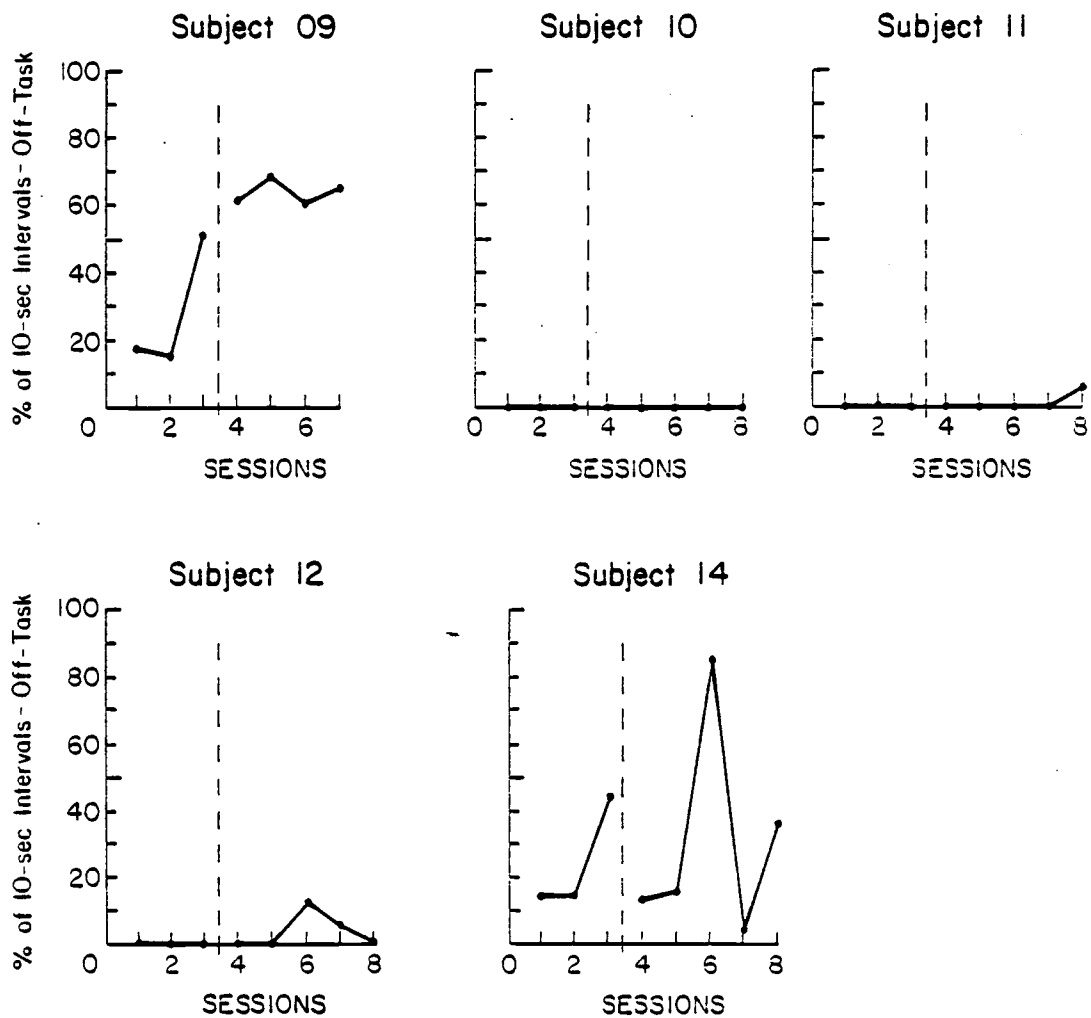 Subject 09
Subject 10
Subject 11
% of 10-sec Intervals - Off-Task
100
80
60
40
20
0 2 4 6
SESSIONS
0 2 4 6 8
SESSIONS
0 2 4 6 8
SESSIONS
Subject 12
Subject 14
% of 10-sec Intervals - Off-Task
100
80
60
40
20
0 2 4 6 8
SESSIONS
0 2 4 6 8
SESSIONS